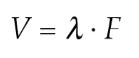 V = λ · F